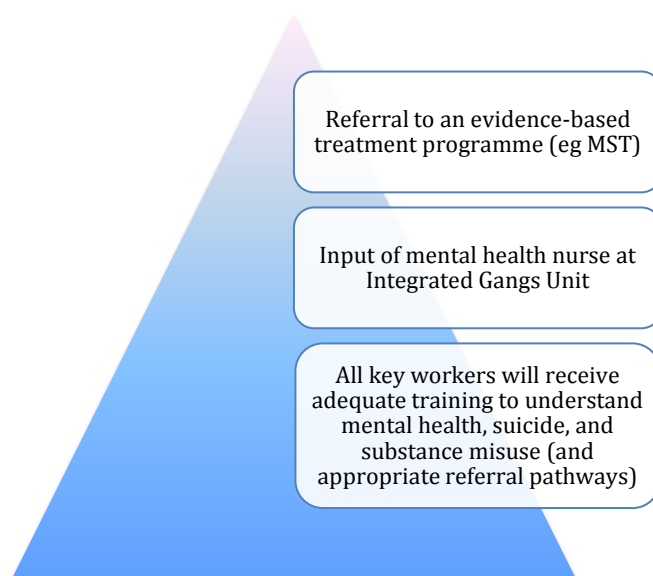 Referral to an evidence-based
treatment programme (eg MST)
Input of mental health nurse at
Integrated Gangs Unit
All key workers will receive
adequate training to understand
mental health, suicide, and
substance misuse (and
appropriate referral pathways)